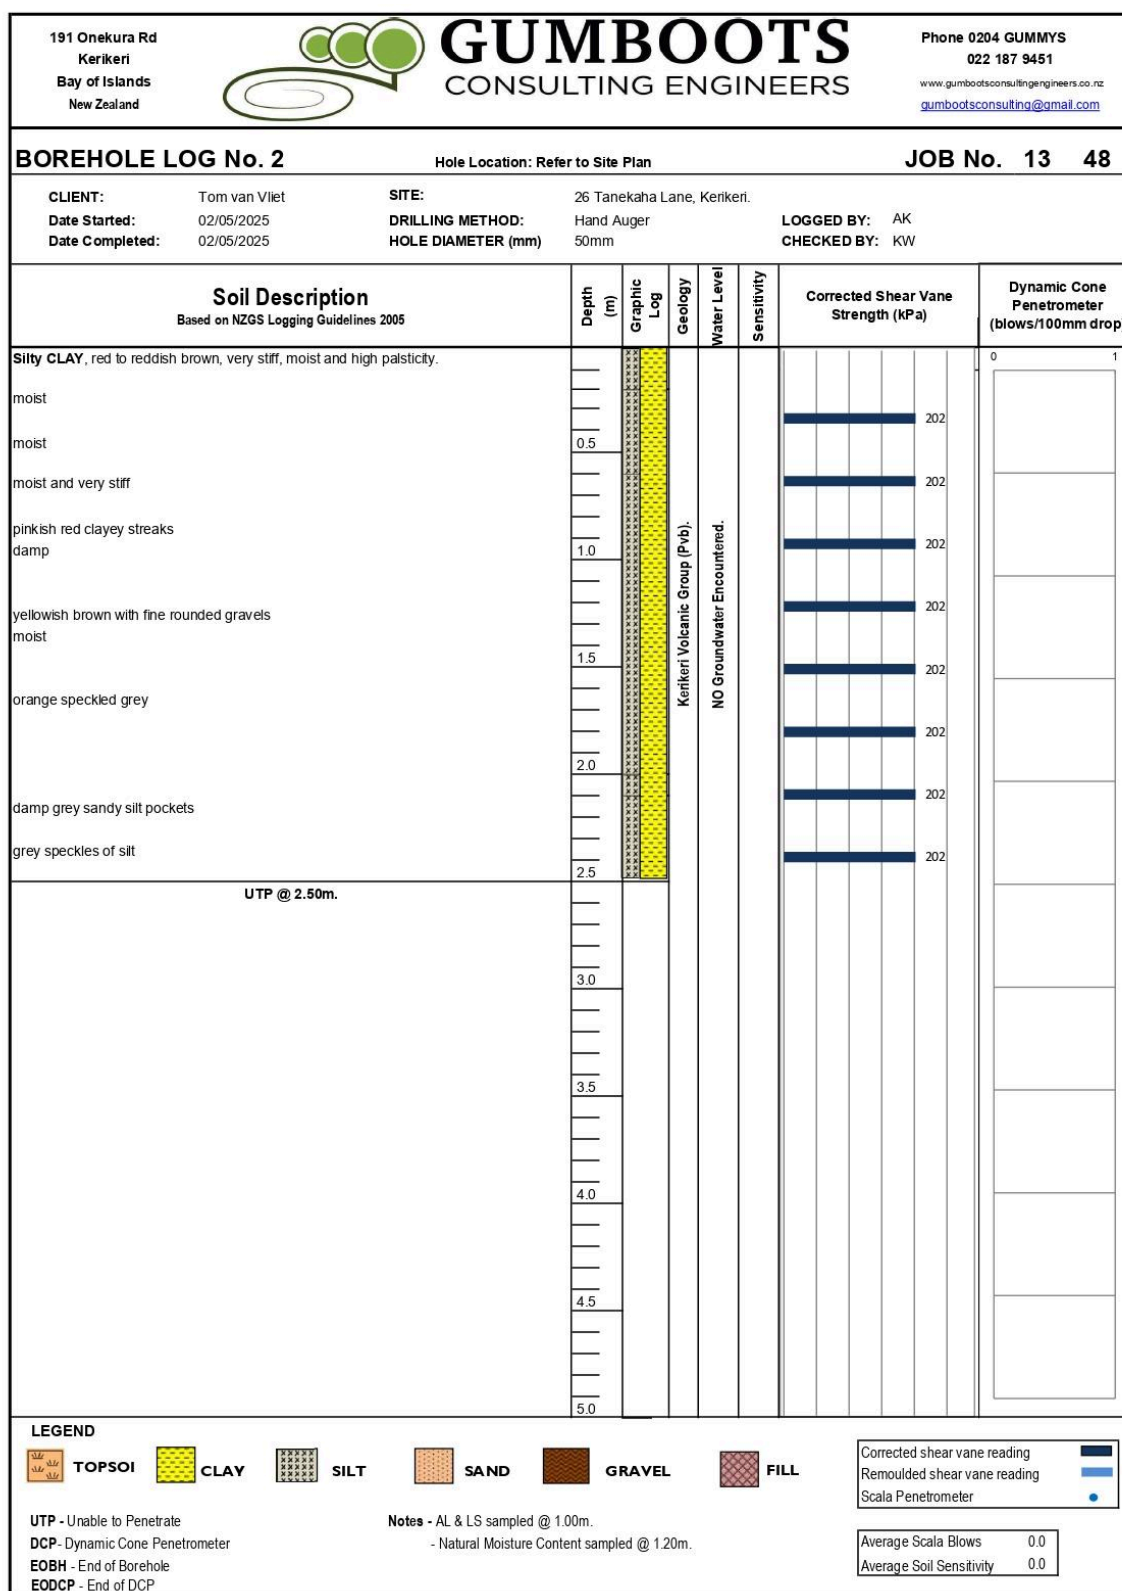 191 Onekura Rd
Kerikeri
Bay of Islands
New Zealand
GUMBOOTS
CONSULTING ENGINEERS
Phone 0204 GUMMYS
022 187 9451
www.gumbootsconsultingengineers.co.nz
gumbootsconsulting@gmail.com
BOREHOLE LOG No. 2 Hole Location: Refer to Site Plan JOB No. 13 48
CLIENT: Tom van Vliet SITE: 26 Tanekaha Lane, Kerikeri.
Date Started: 02/05/2025 DRILLING METHOD: Hand Auger LOGGED BY: AK
Date Completed: 02/05/2025 HOLE DIAMETER (mm) 50mm CHECKED BY: KW
Soil Description
Based on NZGS Logging Guidelines 2005
Depth (m)
Graphic Log
Geology
Water Level
Sensitivity
Corrected Shear Vane
Strength (kPa)
Dynamic Cone
Penetrometer
(blows/100mm drop
Silty CLAY, red to reddish brown, very stiff, moist and high palsticity.
0 1
moist
202
moist
0.5
moist and very stiff
202
pinkish red clayey streaks
damp
1.0
202
yellowish brown with fine rounded gravels
202
moist
1.5
202
orange speckled grey
202
2.0
damp grey sandy silt pockets
202
grey speckles of silt
202
2.5
Kerikeri Volcanic Group (Pvb).
NO Groundwater Encountered.
UTP @ 2.50m.
3.0
3.5
4.0
4.5
5.0
LEGEND
TOPSOI CLAY SILT SAND GRAVEL FILL
Corrected shear vane reading
Remoulded shear vane reading
Scala Penetrometer
UTP - Unable to Penetrate
DCP- Dynamic Cone Penetrometer
EOBH - End of Borehole
EODCP - End of DCP
Notes - AL & LS sampled @ 1.00m.
- Natural Moisture Content sampled @ 1.20m.
Average Scala Blows 0.0
Average Soil Sensitivity 0.0